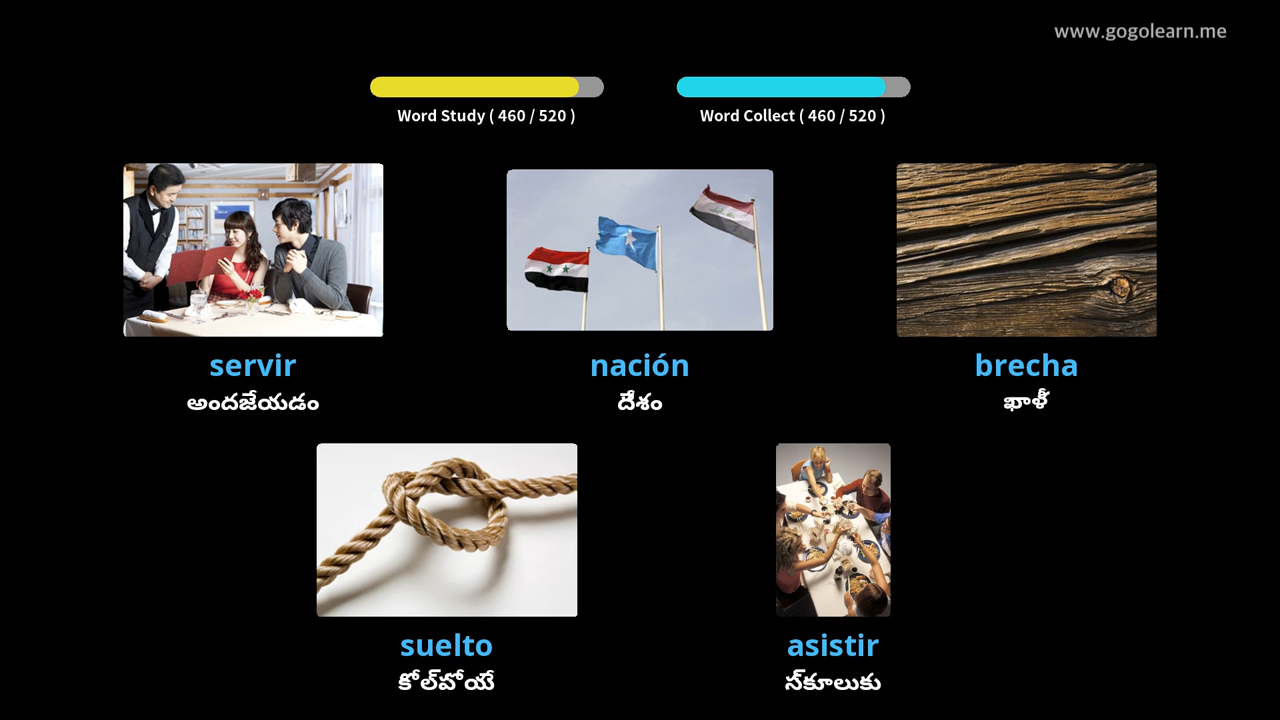 www.gogolearn.me
Word Study ( 460 / 520 )
Word Collect ( 460 / 520 )
servir
అందజేయడం
nación
దేశం
brecha
ఖాళీ
suelto
కోల్పోయే
asistir
స్కూలుకు